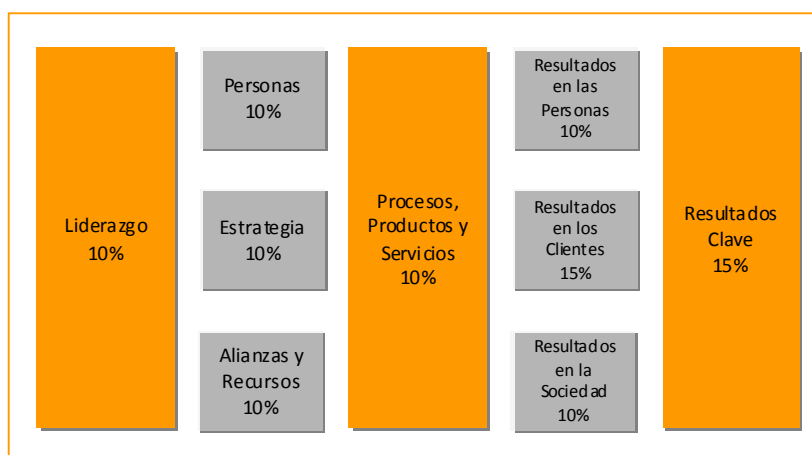 Liderazgo
10%
Personas
10%
Estrategia
10%
Alianzas y
Recursos
10%
Procesos,
Productos y
Servicios
10%
Resultados
en las
Personas
10%
Resultados
en los
Clientes
15%
Resultados
en la
Sociedad
10%
Resultados
Clave
15%